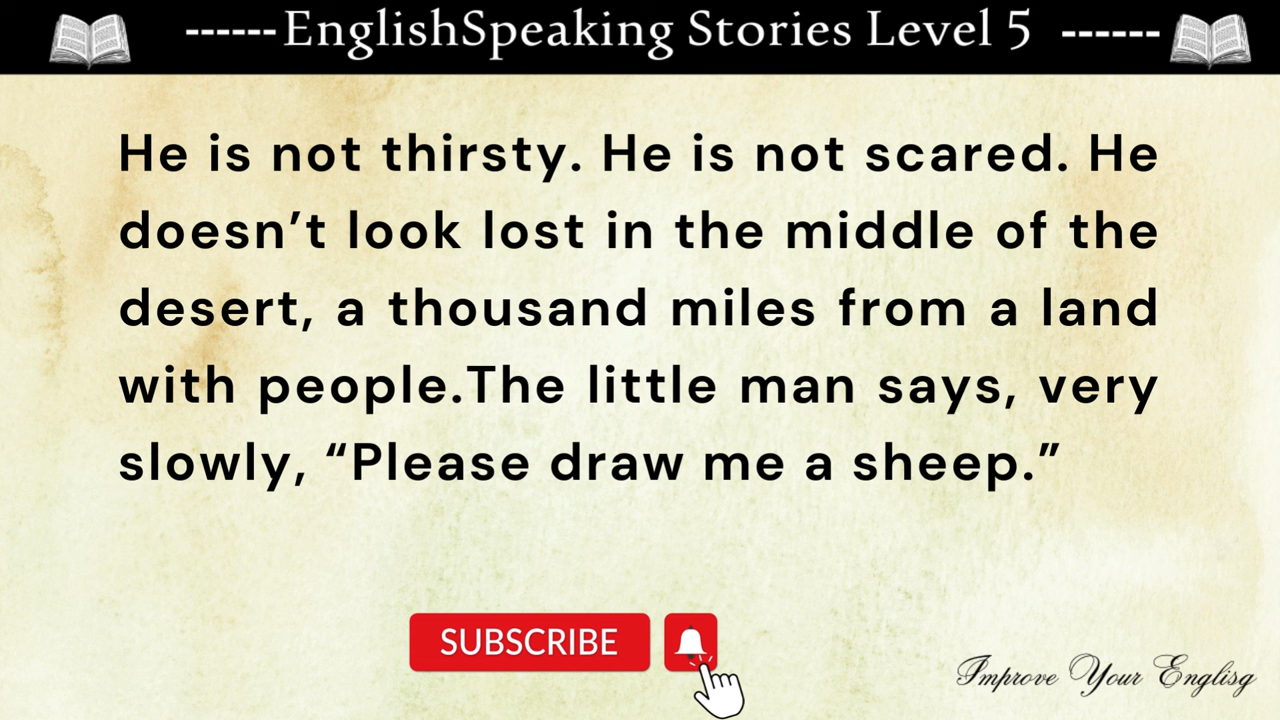 ------EnglishSpeaking Stories Level 5 ------
He is not thirsty. He is not scared. He
doesn’t look lost in the middle of the
desert, a thousand miles from a land
with people.The little man says, very
slowly, “Please draw me a sheep.”
SUBSCRIBE
Improve Your Englisg